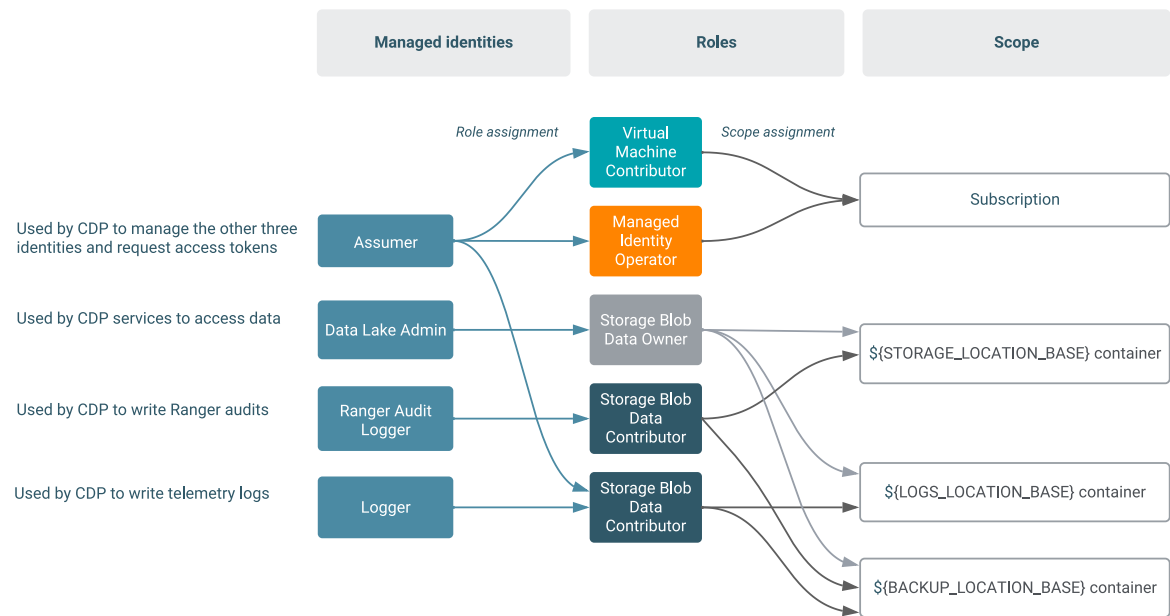 Managed identities
Roles
Scope
Role assignment
Virtual
Machine
Contributor
Scope assignment
Subscription
Used by CDP to manage the other three
identities and request access tokens
Assumer
Managed
Identity
Operator
Used by CDP services to access data
Data Lake Admin
Storage Blob
Data Owner
${STORAGE_LOCATION_BASE} container
Used by CDP to write Ranger audits
Ranger Audit
Logger
Storage Blob
Data
Contributor
Used by CDP to write telemetry logs
Logger
Storage Blob
Data
Contributor
${LOGS_LOCATION_BASE} container
${BACKUP_LOCATION_BASE} container